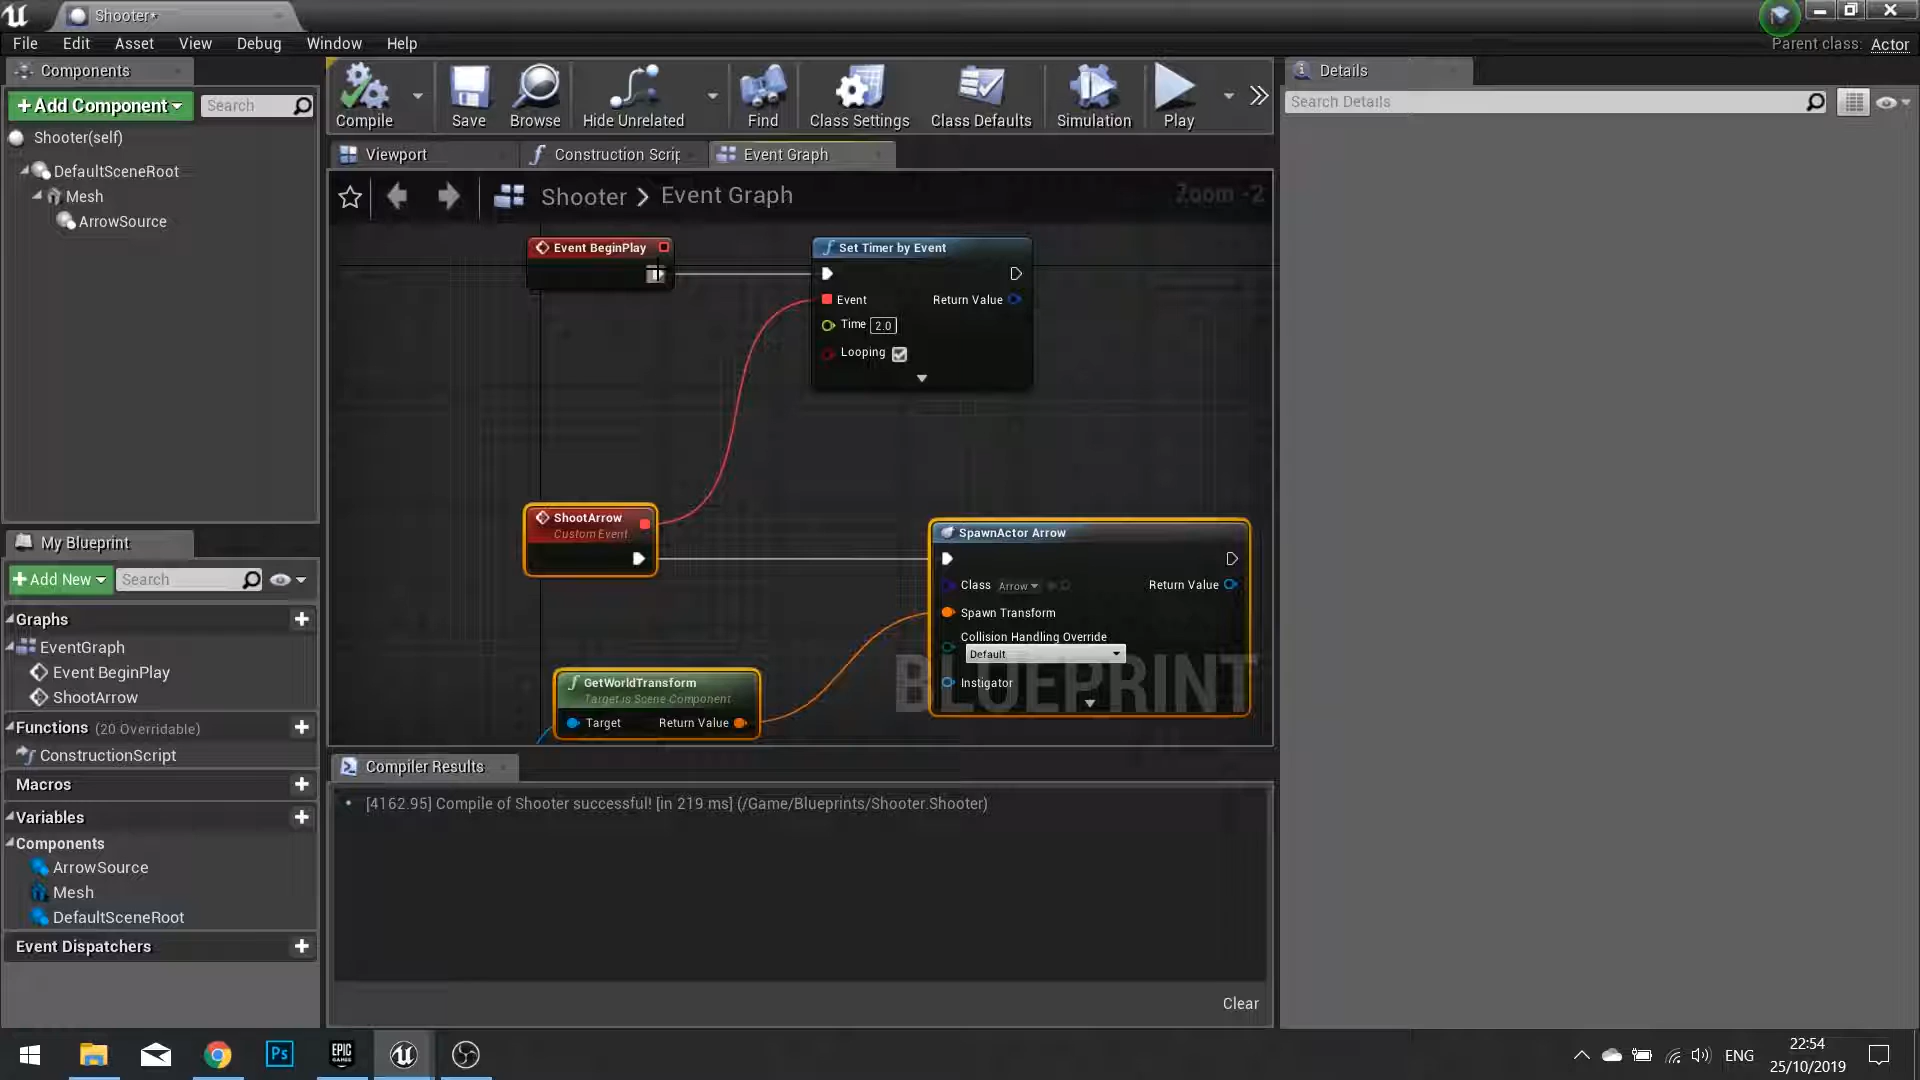 Shooter*
File Edit Asset View Debug Window Help
Parent class: Actor
Components
+Add Component
Search
Shooter(self)
DefaultSceneRoot
Mesh
ArrowSource
Compile
Save
Browse
Hide Unrelated
Find
Class Settings
Class Defaults
Simulation
Play
Viewport
Construction Scrip
Event Graph
Shooter > Event Graph
Zoom -2
Event BeginPlay
Set Timer by Event
Event
Return Value
Time 2.0
Looping
ShootArrow
Custom Event
SpawnActor Arrow
Class Arrow
Return Value
Spawn Transform
Collision Handling Override
Default
Instigator
BLUEPRINT
GetWorldTransform
Target is Scene Component
Target
Return Value
My Blueprint
+Add New
Search
Graphs
EventGraph
Event BeginPlay
ShootArrow
Functions (20 Overridable)
ConstructionScript
Macros
Variables
Components
ArrowSource
Mesh
DefaultSceneRoot
Event Dispatchers
Compiler Results
[4162.95] Compile of Shooter successful! [in 219 ms] (/Game/Blueprints/Shooter.Shooter)
Clear
Details
Search Details
Ps
EPIC
GAMES
ENG
22:54
25/10/2019